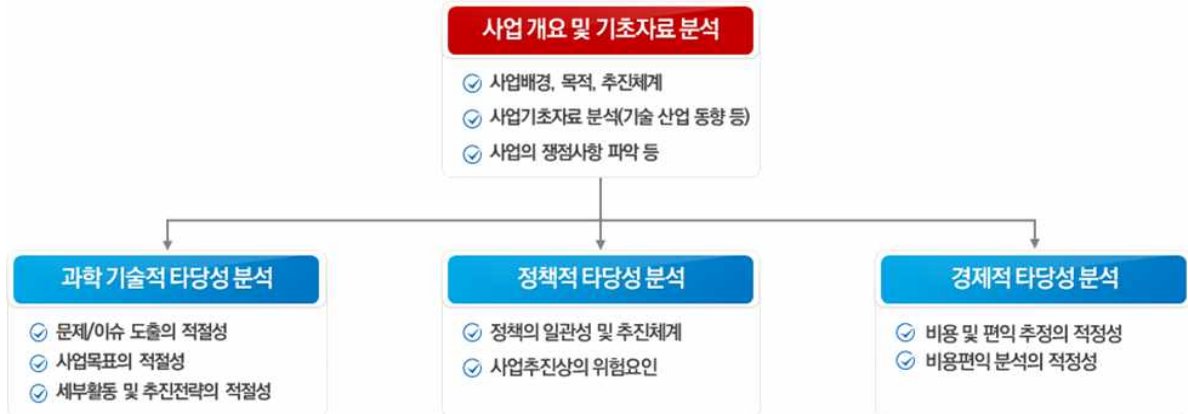 사업 개요 및 기초자료 분석
사업배경, 목적, 추진체계
사업기초자료 분석(기술 산업 동향 등)
사업의 쟁점사항 파악 등
과학 기술적 타당성 분석
문제/이슈 도출의 적절성
사업목표의 적절성
세부활동 및 추진전략의 적절성
정책적 타당성 분석
정책의 일관성 및 추진체계
사업추진상의 위험요인
경제적 타당성 분석
비용 및 편익 추정의 적정성
비용편익 분석의 적정성